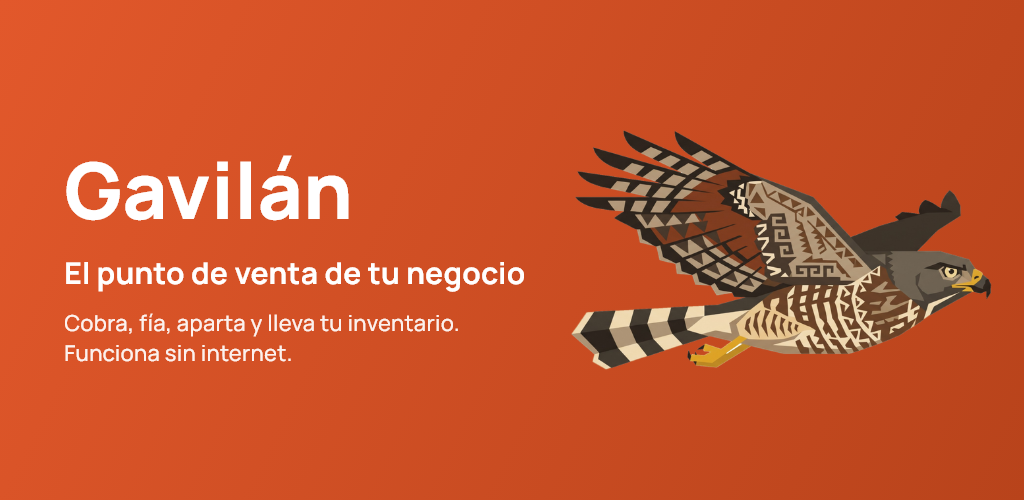 Gavilán
El punto de venta de tu negocio
Cobra, fía, aparta y lleva tu inventario.
Funciona sin internet.